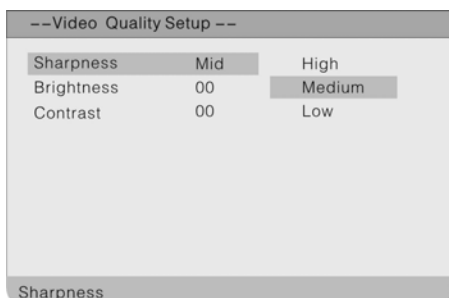 --Video Quality Setup --
Sharpness Mid High
Brightness 00 Medium
Contrast 00 Low
Sharpness